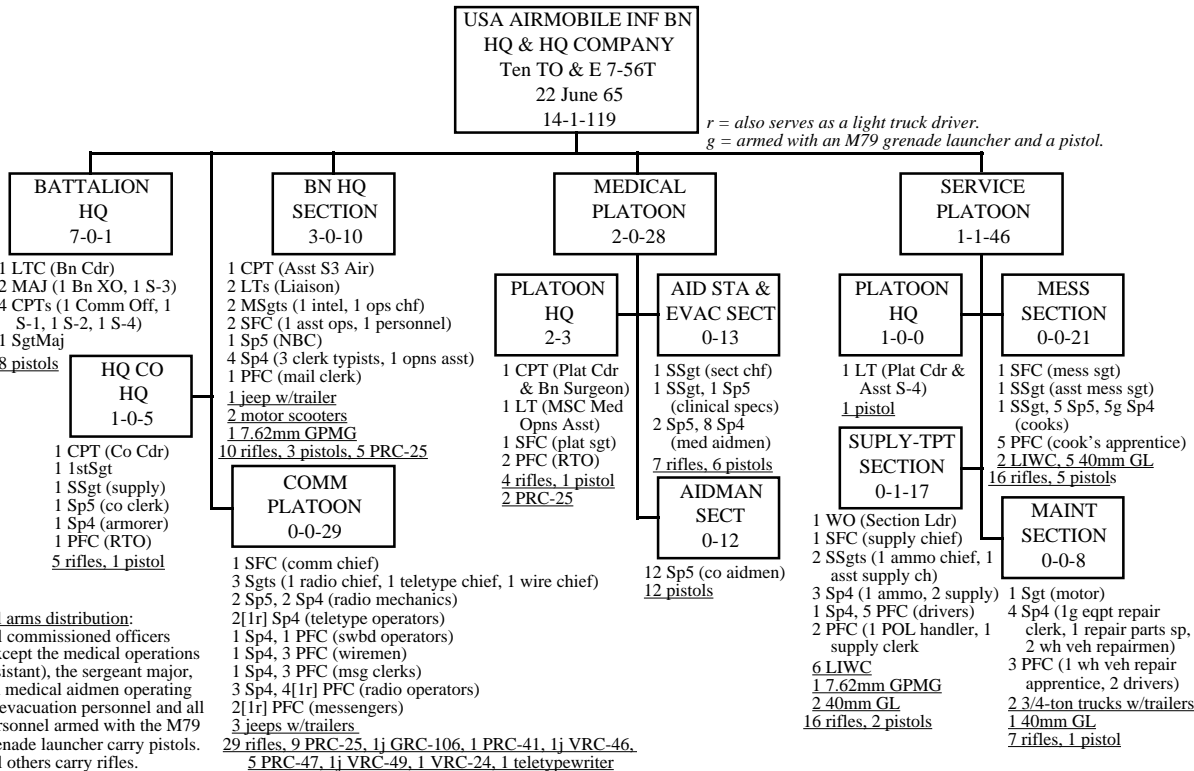 USA AIRMOBILE INF BN
HQ & HQ COMPANY
Ten TO & E 7-56T
22 June 65
14-1-119
r = also serves as a light truck driver.
g = armed with an M79 grenade launcher and a pistol.
BATTALION
HQ
7-0-1
1 LTC (Bn Cdr)
2 MAJ (1 Bn XO, 1 S-3)
4 CPTs (1 Comm Off, 1
S-1, 1 S-2, 1 S-4)
1 SgtMaj
8 pistols
HQ CO
HQ
1-0-5
1 CPT (Co Cdr)
1 1stSgt
1 SSgt (supply)
1 Sp5 (co clerk)
1 Sp4 (armorer)
1 PFC (RTO)
5 rifles, 1 pistol
BN HQ
SECTION
3-0-10
1 CPT (Asst S3 Air)
2 LTs (Liaison)
2 MSgts (1 intel, 1 ops chf)
2 SFC (1 asst ops, 1 personnel)
1 Sp5 (NBC)
4 Sp4 (3 clerk typists, 1 opns asst)
1 PFC (mail clerk)
1 jeep w/trailer
2 motor scooters
1 7.62mm GPMG
10 rifles, 3 pistols, 5 PRC-25
COMM
PLATOON
0-0-29
1 SFC (comm chief)
3 Sgts (1 radio chief, 1 teletype chief, 1 wire chief)
2 Sp5, 2 Sp4 (radio mechanics)
2[1r] Sp4 (teletype operators)
1 Sp4, 1 PFC (swbd operators)
1 Sp4, 3 PFC (wiremen)
1 Sp4, 3 PFC (msg clerks)
3 Sp4, 4[1r] PFC (radio operators)
2[1r] PFC (messengers)
3 jeeps w/trailers
29 rifles, 9 PRC-25, 1j GRC-106, 1 PRC-41, 1j VRC-46,
5 PRC-47, 1j VRC-49, 1 VRC-24, 1 teletypewriter
MEDICAL
PLATOON
2-0-28
PLATOON
HQ
2-3
1 CPT (Plat Cdr
& Bn Surgeon)
1 LT (MSC Med
Opns Asst)
1 SFC (plat sgt)
2 PFC (RTO)
4 rifles, 1 pistol
2 PRC-25
AID STA &
EVAC SECT
0-13
1 SSgt (sect chf)
1 SSgt, 1 Sp5
(clinical specs)
2 Sp5, 8 Sp4
(med aidmen)
7 rifles, 6 pistols
AIDMAN
SECT
0-12
12 Sp5 (co aidmen)
12 pistols
SERVICE
PLATOON
1-1-46
PLATOON
HQ
1-0-0
1 LT (Plat Cdr &
Asst S-4)
1 pistol
MESS
SECTION
0-0-21
1 SFC (mess sgt)
1 SSgt (asst mess sgt)
1 SSgt, 5 Sp5, 5g Sp4
(cooks)
5 PFC (cook's apprentice)
2 LIWC, 5 40mm GL
16 rifles, 5 pistols
SUPLY-TPT
SECTION
0-1-17
1 WO (Section Ldr)
1 SFC (supply chief)
2 SSgts (1 ammo chief, 1
asst supply ch)
3 Sp4 (1 ammo, 2 supply)
1 Sp4, 5 PFC (drivers)
2 PFC (1 POL handler, 1
supply clerk
6 LIWC
1 7.62mm GPMG
2 40mm GL
16 rifles, 2 pistols
MAINT
SECTION
0-0-8
1 Sgt (motor)
4 Sp4 (1g eqpt repair
clerk, 1 repair parts sp,
2 wh veh repairmen)
3 PFC (1 wh veh repair
apprentice, 2 drivers)
2 3/4-ton trucks w/trailers
1 40mm GL
7 rifles, 1 pistol
arms distribution:
commissioned officers
the medical operations
the sergeant major,
medical aidmen operating
evacuation personnel and all
armed with the M79
launcher carry pistols.
others carry rifles.